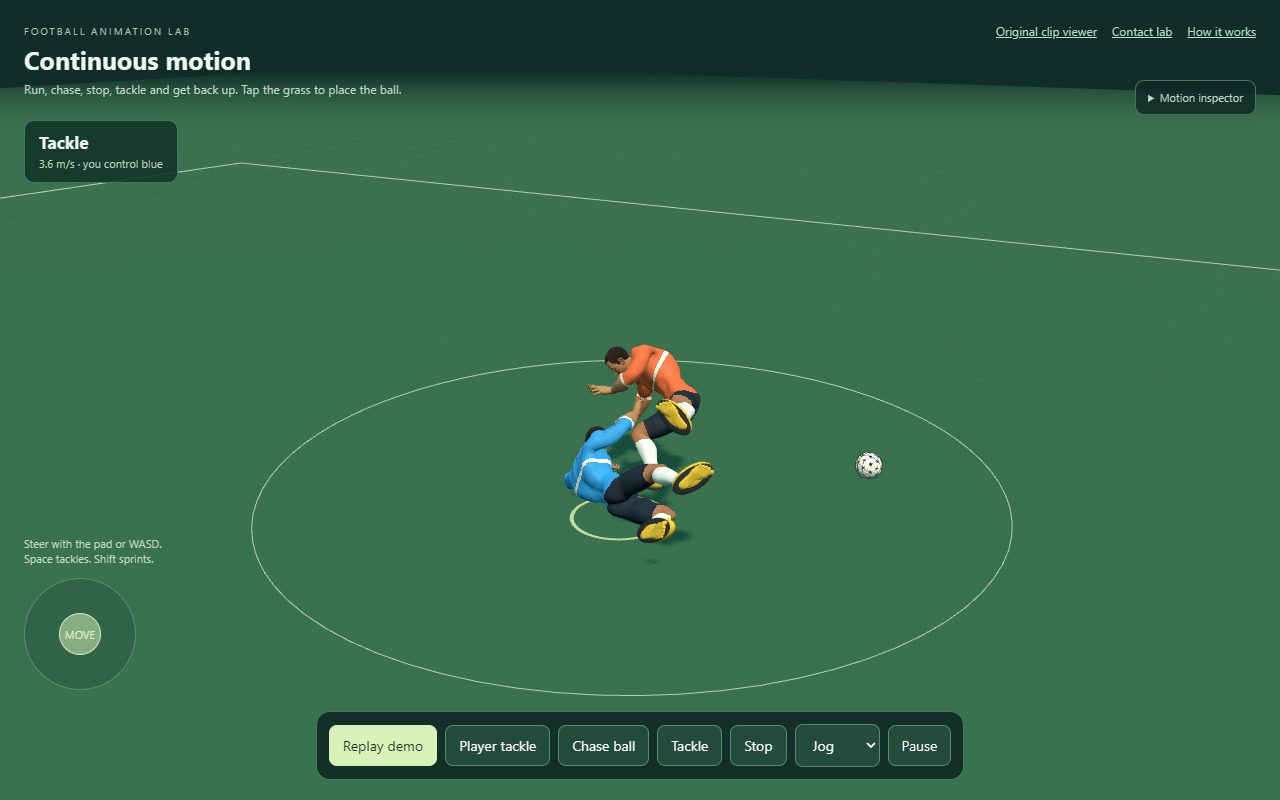 FOOTBALL ANIMATION LAB
Continuous motion
Run, chase, stop, tackle and get back up. Tap the grass to place the ball.
Original clip viewer
Contact lab
How it works
Motion inspector
Tackle
3.6 m/s · you control blue
Steer with the pad or WASD.
Space tackles. Shift sprints.
MOVE
Replay demo
Player tackle
Chase ball
Tackle
Stop
Jog
Pause